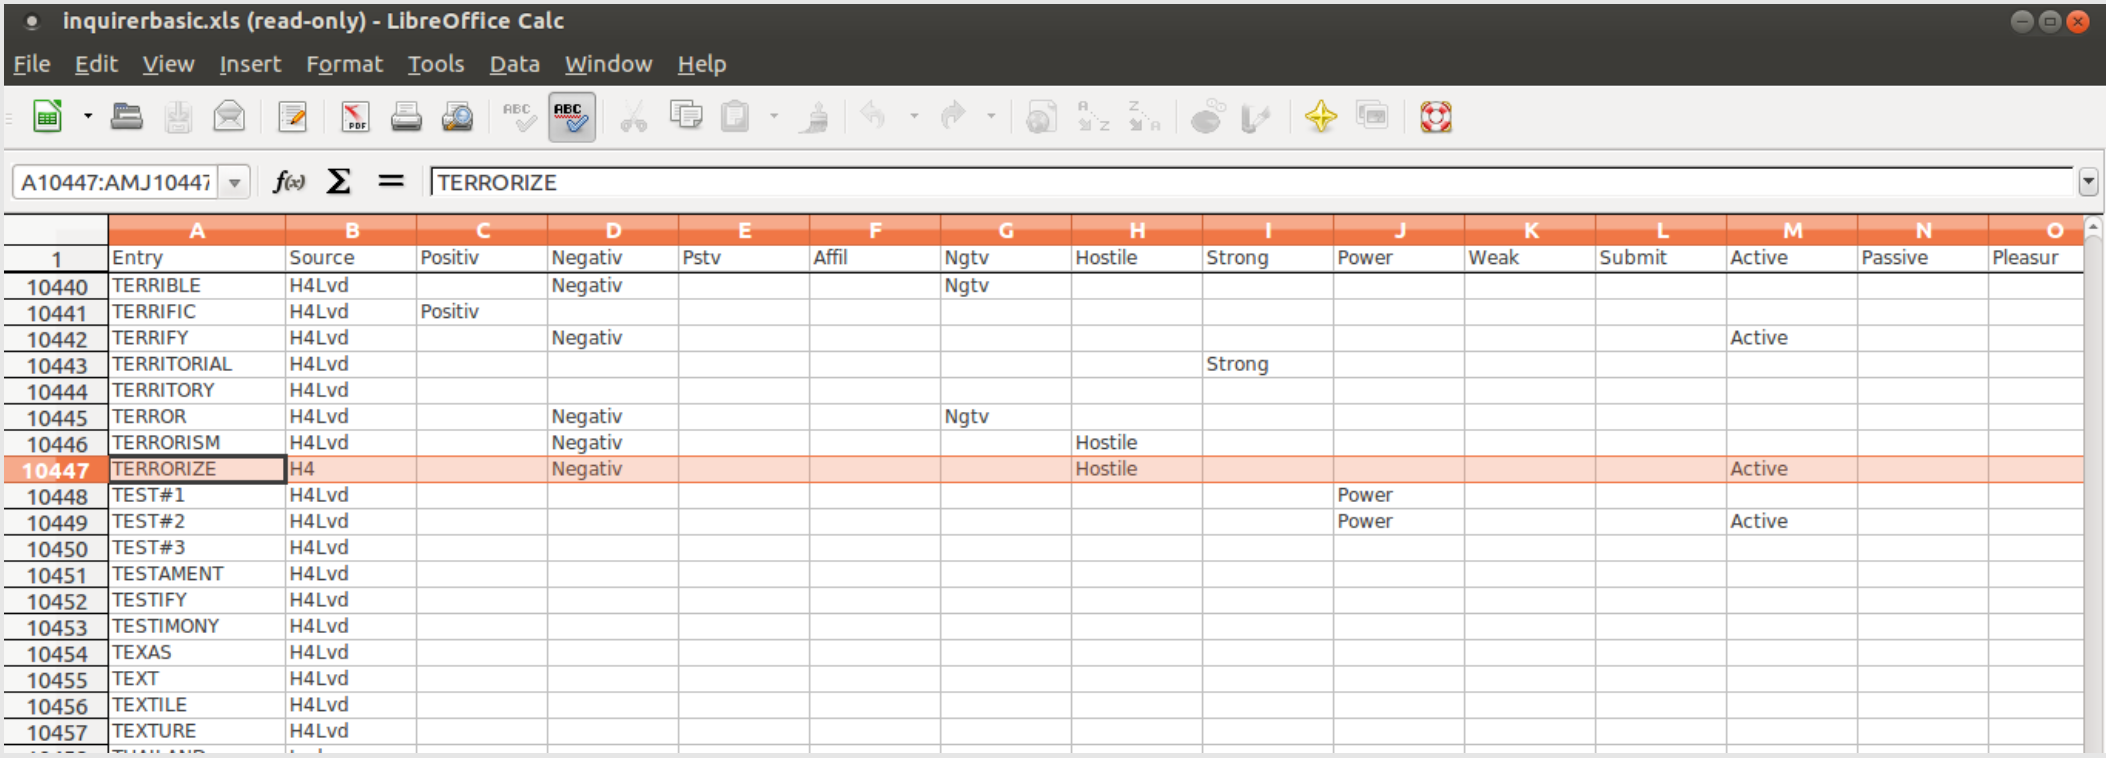 inquirerbasic.xls (read-only) - LibreOffice Calc
File Edit View Insert Format Tools Data Window Help
PDF ABC ABC A Z Z A
A10447:AMJ10447 f(x) Σ = TERRORIZE
A B C D E F G H I J K L M N O
1 Entry Source Positiv Negativ Pstv Affil Ngtv Hostile Strong Power Weak Submit Active Passive Pleasur
10440 TERRIBLE H4Lvd Negativ Ngtv
10441 TERRIFIC H4Lvd Positiv
10442 TERRIFY H4Lvd Negativ Active
10443 TERRITORIAL H4Lvd Strong
10444 TERRITORY H4Lvd
10445 TERROR H4Lvd Negativ Ngtv
10446 TERRORISM H4Lvd Negativ Hostile
10447 TERRORIZE H4 Negativ Hostile Active
10448 TEST#1 H4Lvd Power
10449 TEST#2 H4Lvd Power Active
10450 TEST#3 H4Lvd
10451 TESTAMENT H4Lvd
10452 TESTIFY H4Lvd
10453 TESTIMONY H4Lvd
10454 TEXAS H4Lvd
10455 TEXT H4Lvd
10456 TEXTILE H4Lvd
10457 TEXTURE H4Lvd